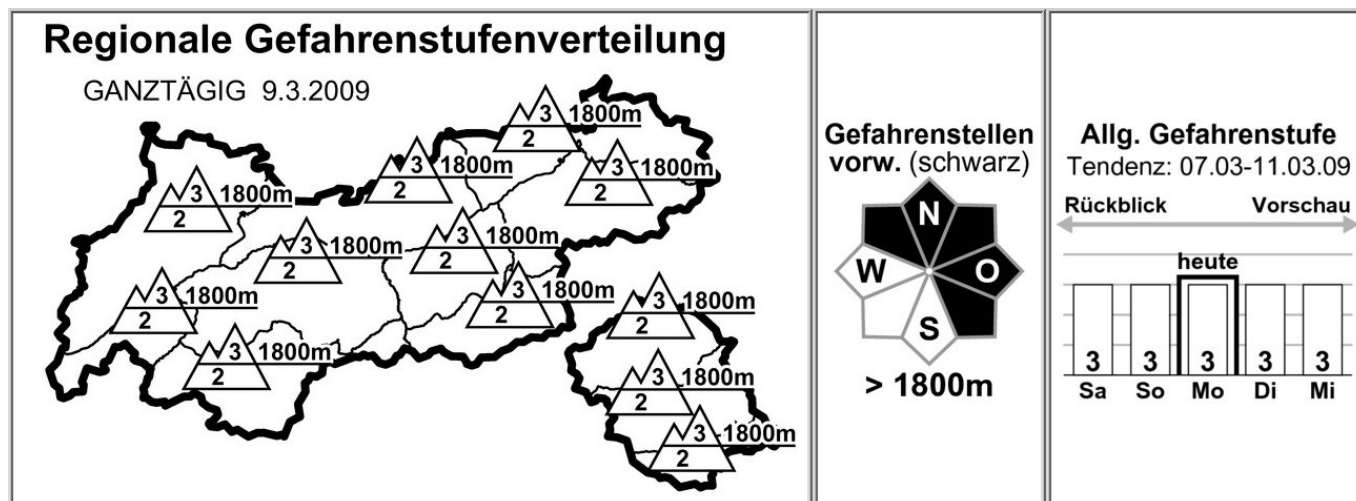 Regionale Gefahrenstufenverteilung
GANZTÄGIG 9.3.2009
3 1800m
2
3 1800m
2
3 1800m
2
3 1800m
2
3 1800m
2
3 1800m
2
3 1800m
2
3 1800m
2
3 1800m
2
3 1800m
2
3 1800m
2
3 1800m
2
Gefahrenstellen
vorw. (schwarz)
N
W O
S
> 1800m
Allg. Gefahrenstufe
Tendenz: 07.03-11.03.09
Rückblick Vorschau
heute
3 3 3 3 3
Sa So Mo Di Mi